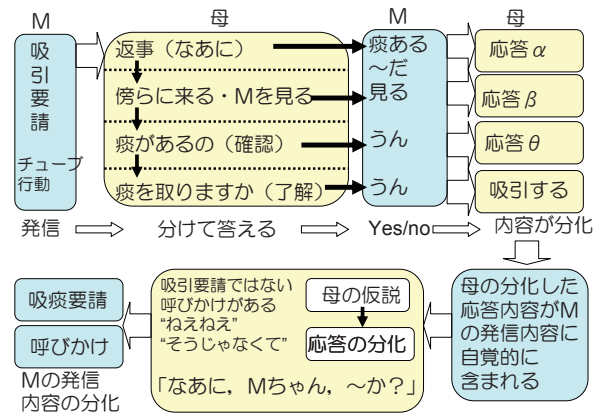 M
母
M
母
吸
引
要
請
チューブ
行動
返事（なあに）
傍らに来る・Mを見る
痰があるの（確認）
痰を取りますか（了解）
痰ある
～だ
見る
うん
うん
応答α
応答β
応答θ
吸引する
発信
分けて答える
Yes/no
内容が分化
吸痰要請
呼びかけ
Mの発信
内容の分化
吸引要請ではない
呼びかけがある
“ねえねえ”
“そうじゃなくて”
母の仮説
応答の分化
「なあに，Mちゃん，～か？」
母の分化した
応答内容がM
の発信内容に
自覚的に
含まれる